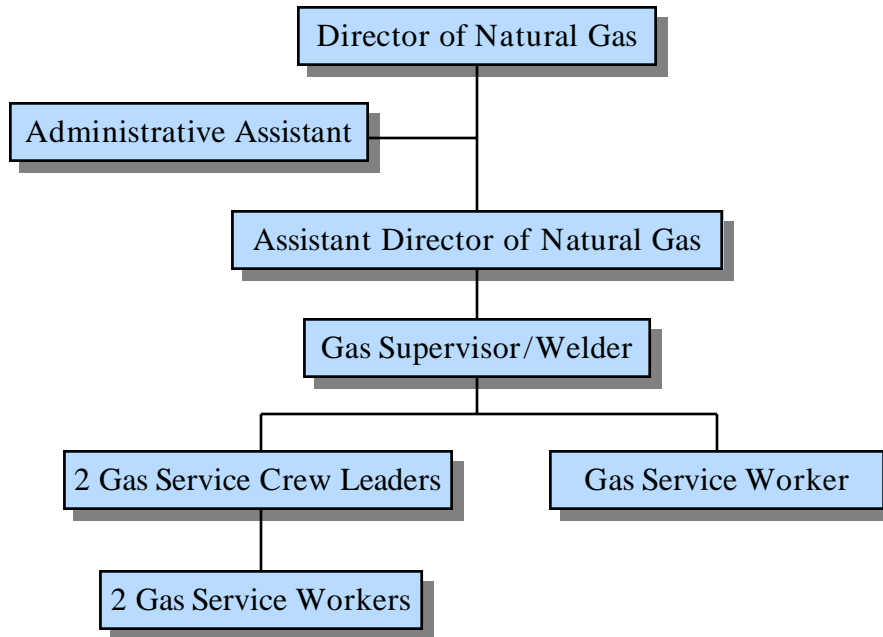 Director of Natural Gas
Administrative Assistant
Assistant Director of Natural Gas
Gas Supervisor/Welder
2 Gas Service Crew Leaders
Gas Service Worker
2 Gas Service Workers